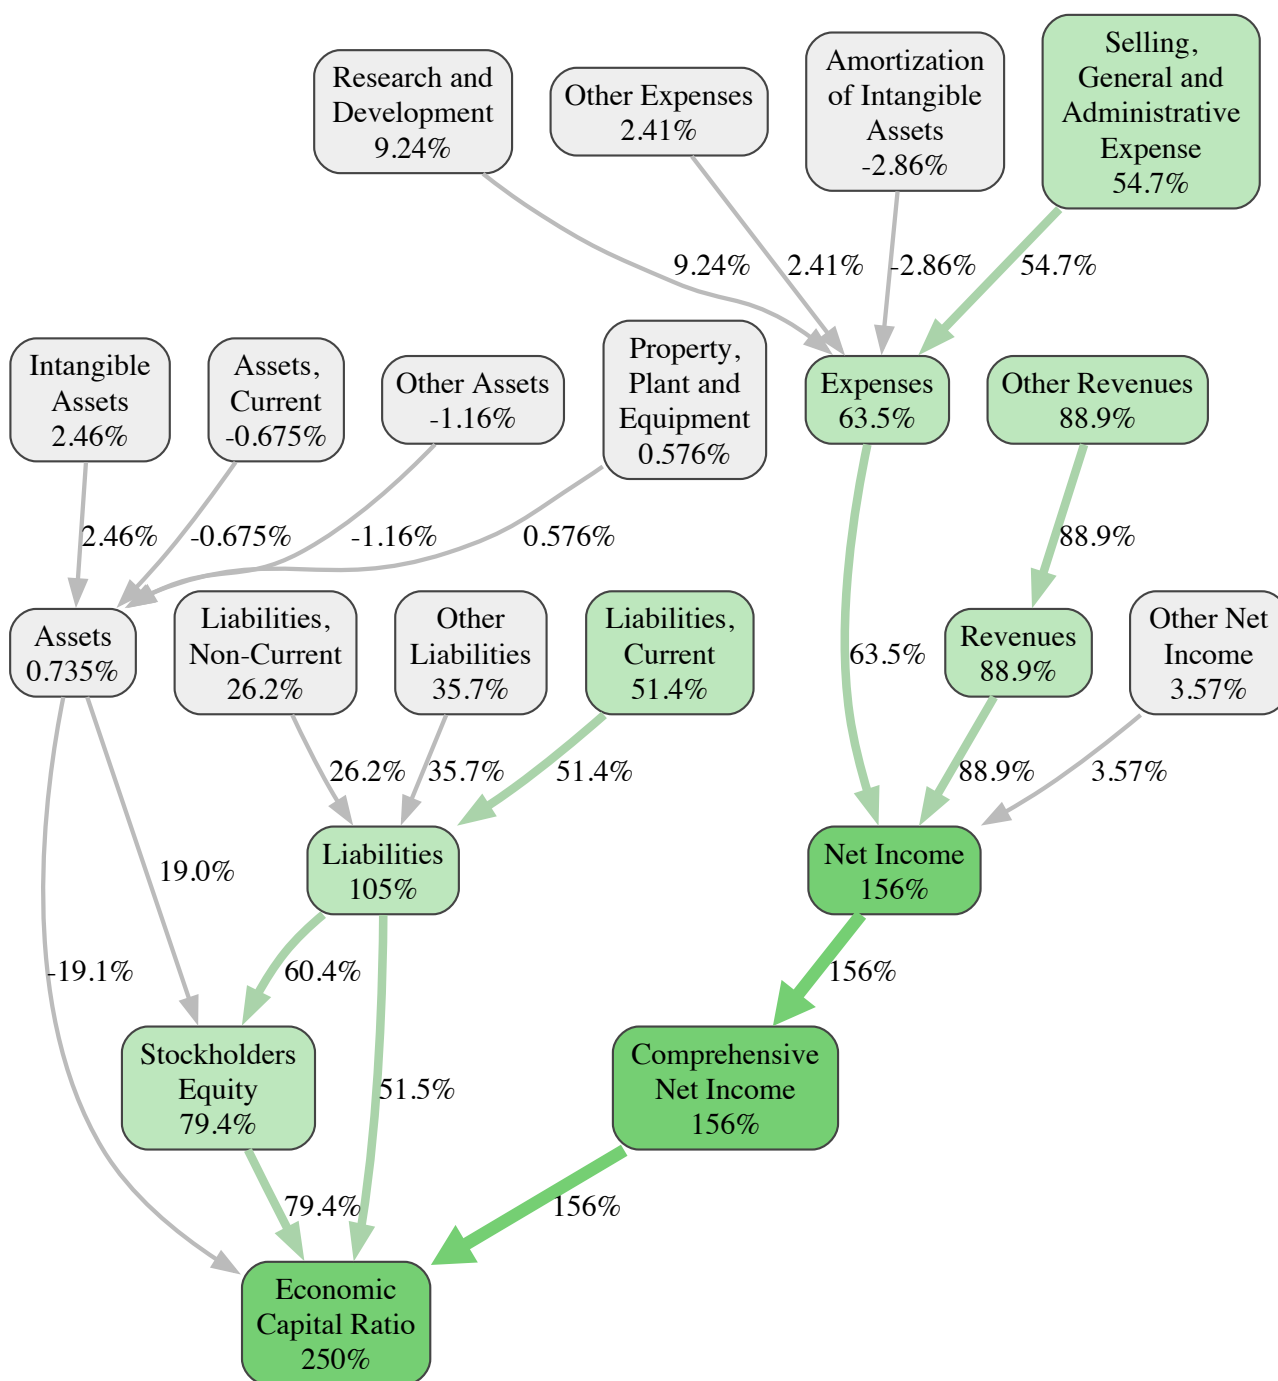 Research and
Development
9.24%
Other Expenses
2.41%
Amortization
of Intangible
Assets
-2.86%
Selling,
General and
Administrative
Expense
54.7%
9.24%
2.41%
-2.86%
54.7%
Intangible
Assets
2.46%
Assets,
Current
-0.675%
Other Assets
-1.16%
Property,
Plant and
Equipment
0.576%
Expenses
63.5%
Other Revenues
88.9%
2.46%
-0.675%
-1.16%
0.576%
88.9%
Assets
0.735%
Liabilities,
Non-Current
26.2%
Other
Liabilities
35.7%
Liabilities,
Current
51.4%
63.5%
Revenues
88.9%
Other Net
Income
3.57%
26.2%
35.7%
51.4%
88.9%
3.57%
19.0%
Liabilities
105%
Net Income
156%
-19.1%
60.4%
156%
Stockholders
Equity
79.4%
51.5%
Comprehensive
Net Income
156%
79.4%
156%
Economic
Capital Ratio
250%